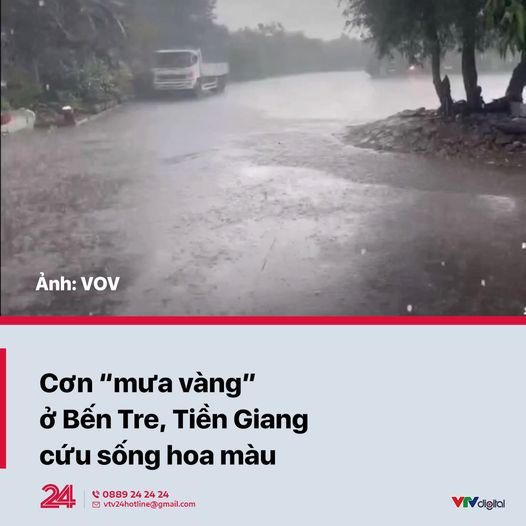 Ảnh: VOV
Cơn “mưa vàng”
ở Bến Tre, Tiền Giang
cứu sống hoa màu
24
0889 24 24 24
vtv24hotline@gmail.com
VTVdigital